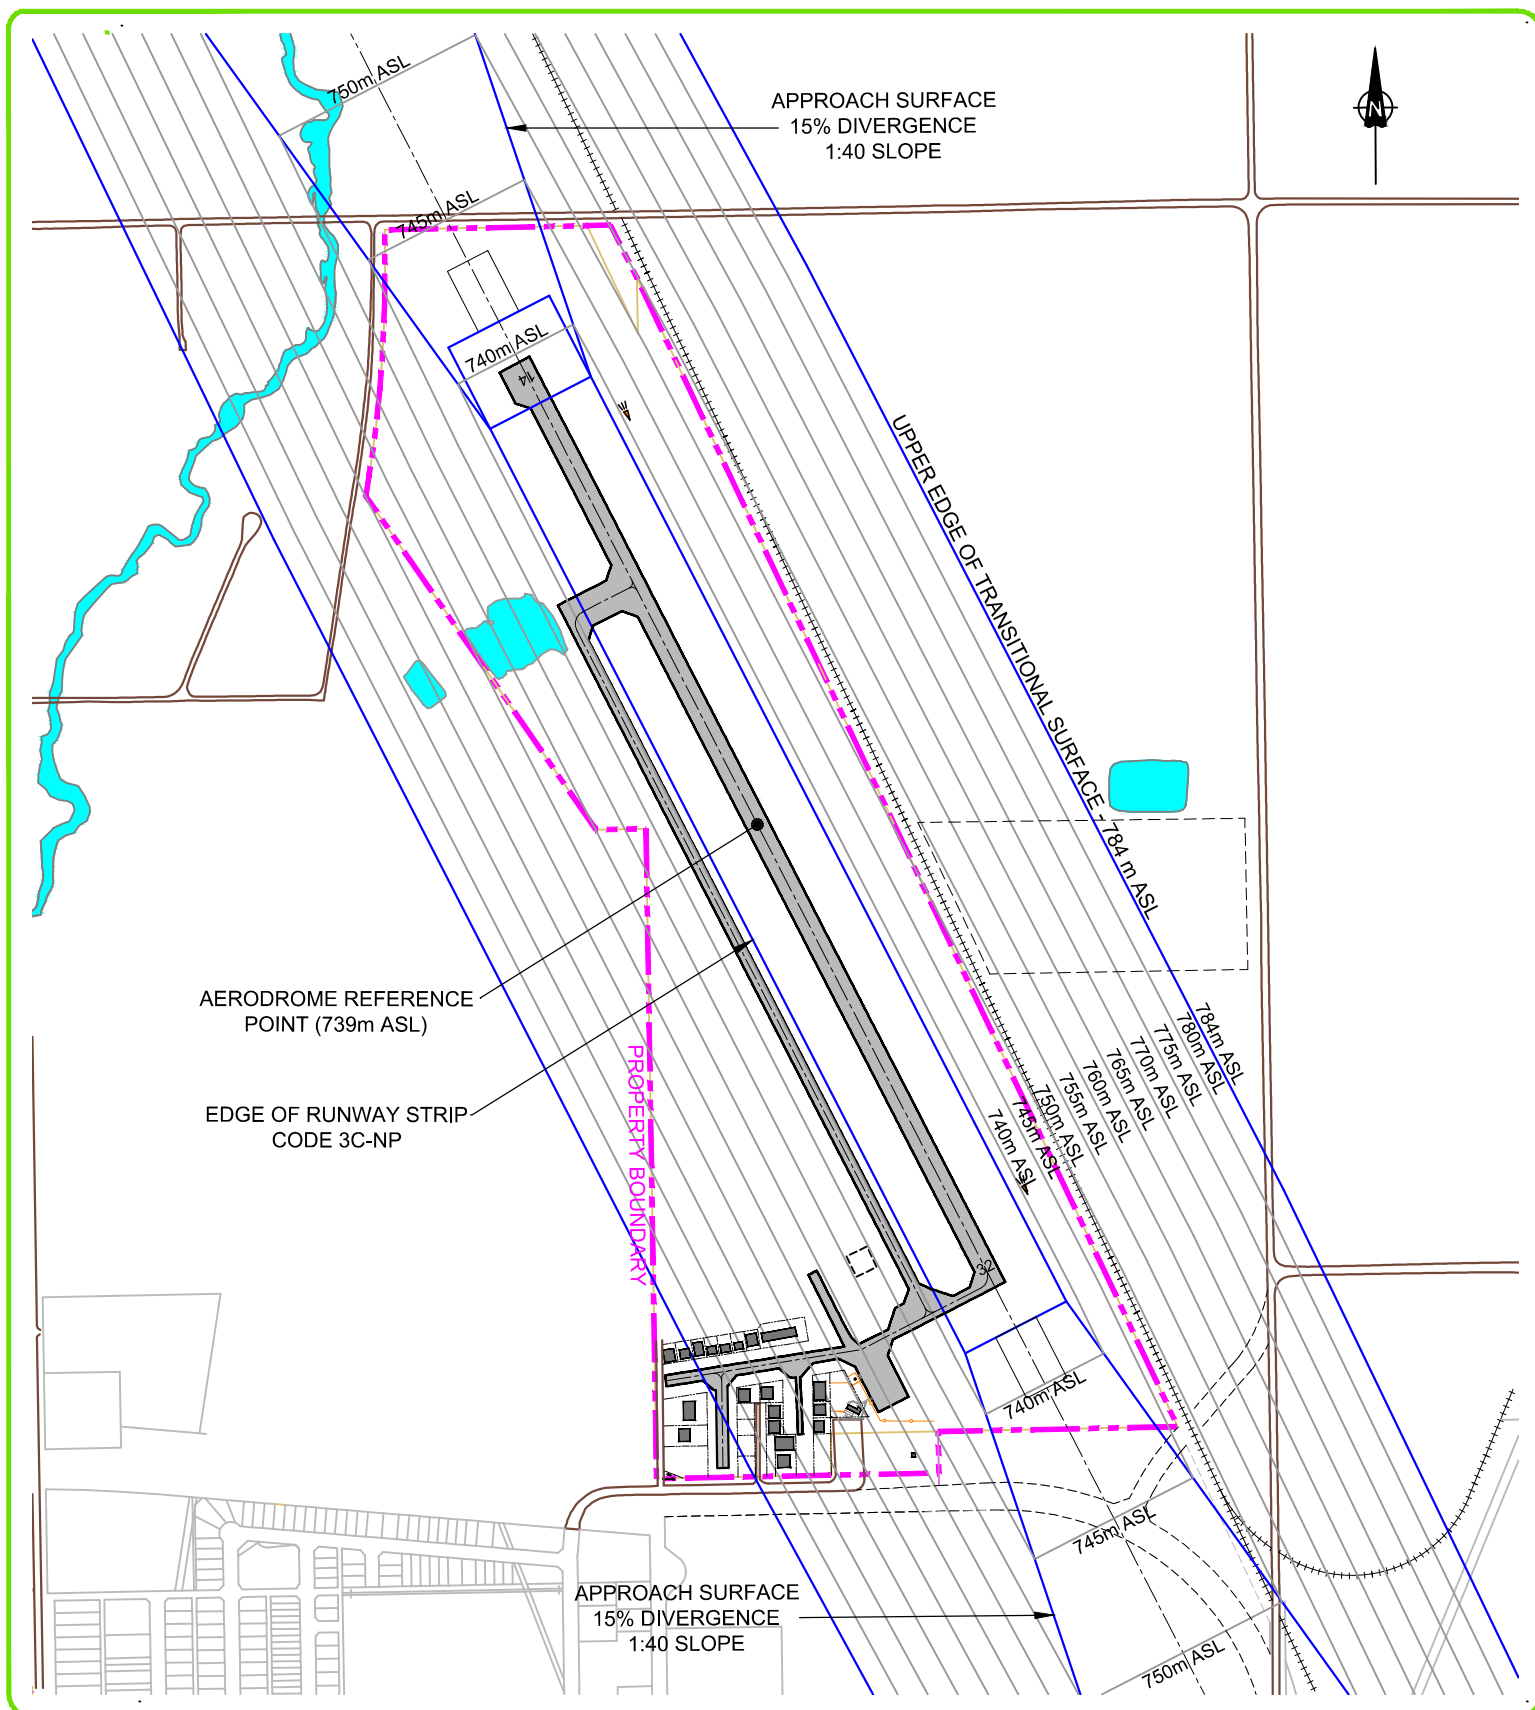 750m ASL
APPROACH SURFACE
15% DIVERGENCE
1:40 SLOPE
N
745m ASL
740m ASL
14
UPPER EDGE OF TRANSITIONAL SURFACE - 784 m ASL
AERODROME REFERENCE
POINT (739m ASL)
EDGE OF RUNWAY STRIP
CODE 3C-NP
PROPERTY BOUNDARY
740m ASL
745m ASL
750m ASL
755m ASL
760m ASL
765m ASL
770m ASL
775m ASL
780m ASL
784m ASL
32
740m ASL
745m ASL
APPROACH SURFACE
15% DIVERGENCE
1:40 SLOPE
750m ASL